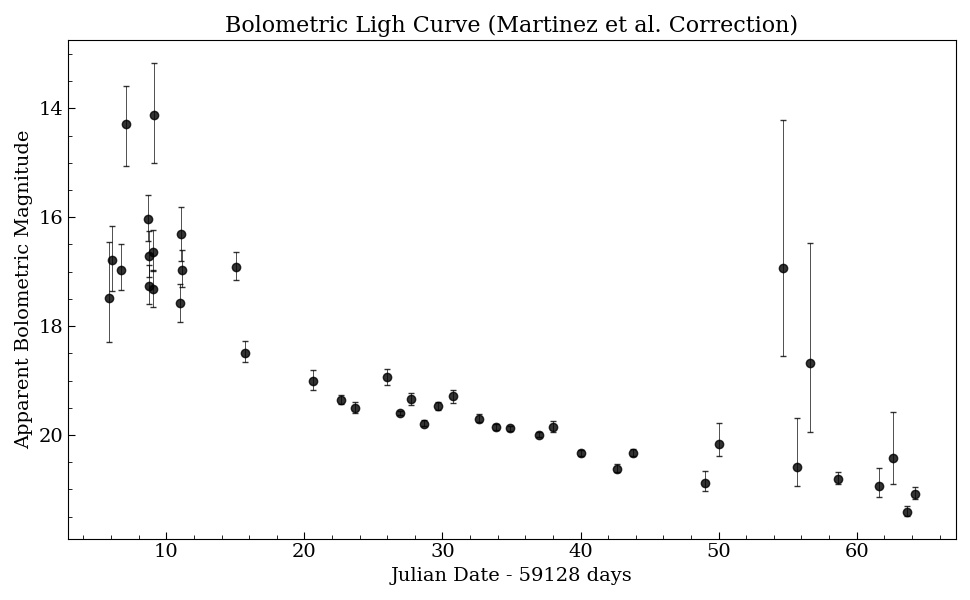 Bolometric Ligh Curve (Martinez et al. Correction)
Apparent Bolometric Magnitude
14
16
18
20
10 20 30 40 50 60
Julian Date - 59128 days